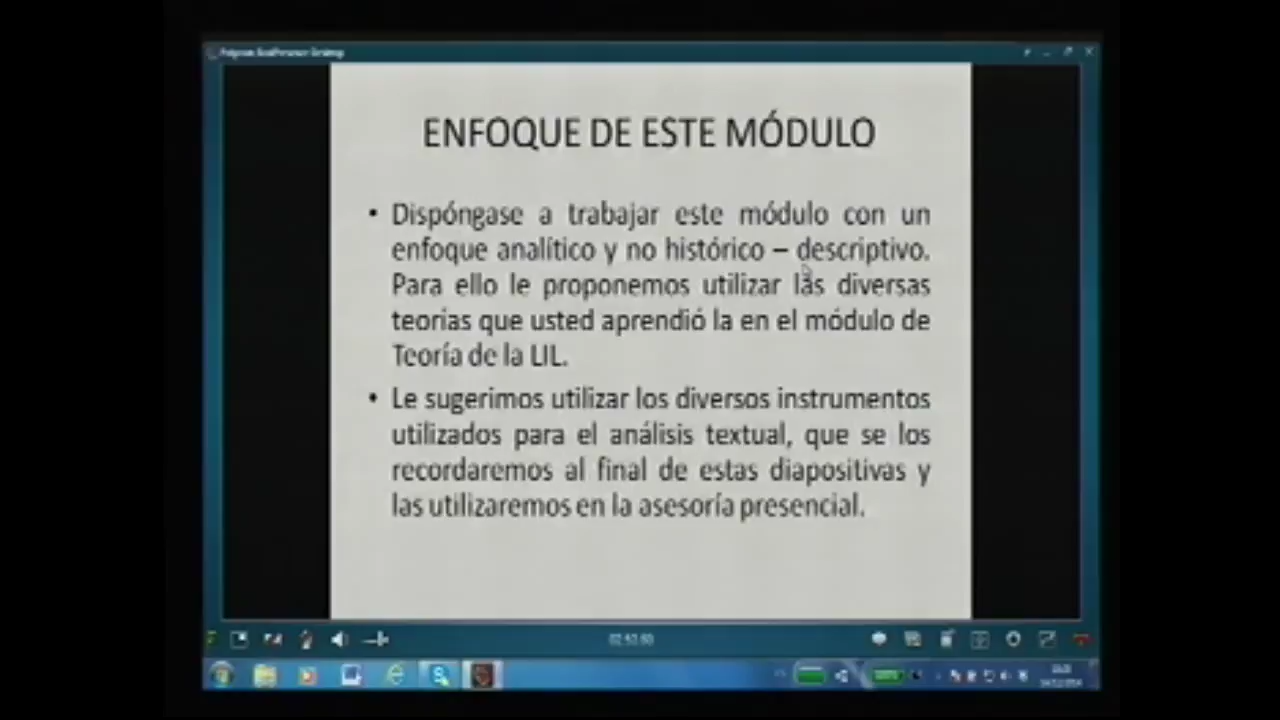 ENFOQUE DE ESTE MÓDULO
• Dispóngase a trabajar este módulo con un
enfoque analítico y no histórico – descriptivo.
Para ello le proponemos utilizar las diversas
teorías que usted aprendió la en el módulo de
Teoría de la LIL.
• Le sugerimos utilizar los diversos instrumentos
utilizados para el análisis textual, que se los
recordaremos al final de estas diapositivas y
las utilizaremos en la asesoría presencial.